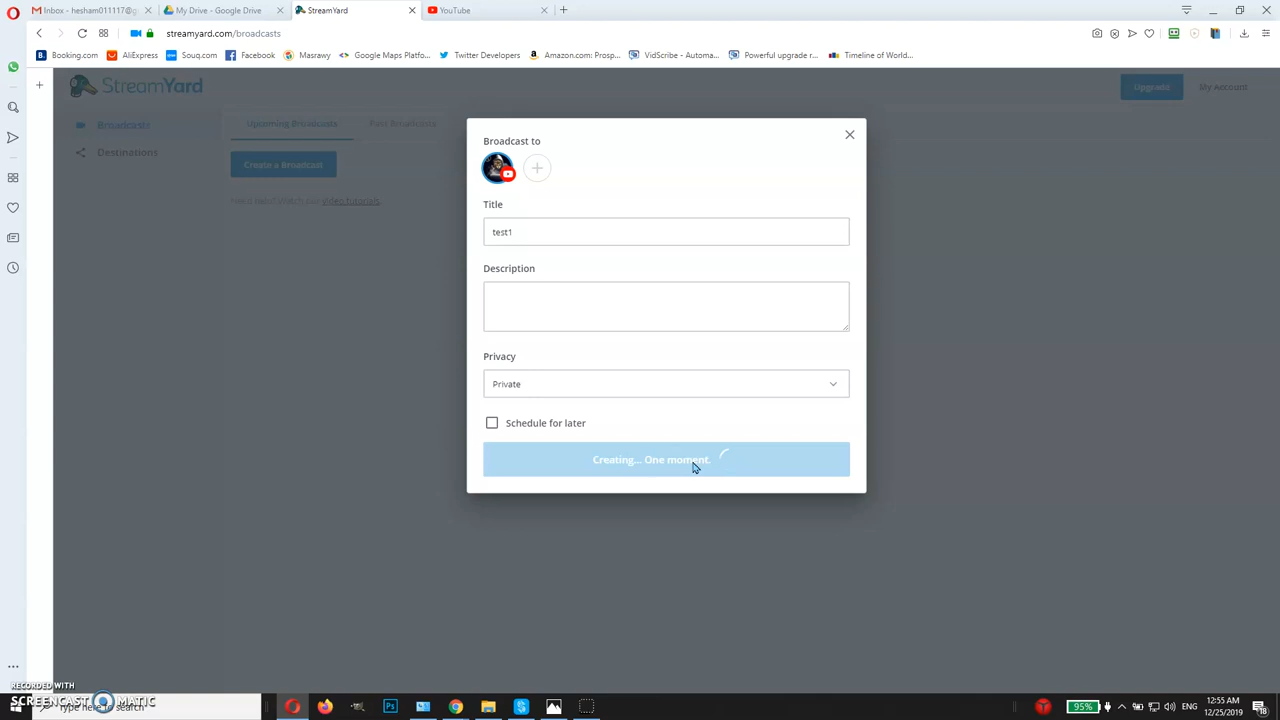 Inbox - hesham011117@g
My Drive - Google Drive
StreamYard
YouTube
streamyard.com/broadcasts
Booking.com
AliExpress
Souq.com
Facebook
Masrawy
Google Maps Platfo...
Twitter Developers
Amazon.com: Prosp...
VidScribe - Automa...
Powerful upgrade r...
Timeline of World...
StreamYard
Upgrade
My Account
Broadcasts
Upcoming Broadcasts
Past Broadcasts
Destinations
Create a Broadcast
Need help? Watch our video tutorials.
Broadcast to
Title
test1
Description
Privacy
Private
Schedule for later
Creating... One moment.
RECORDED WITH
SCREENCAST MATIC
Type here to search
95%
ENG
12:55 AM
12/25/2019
18